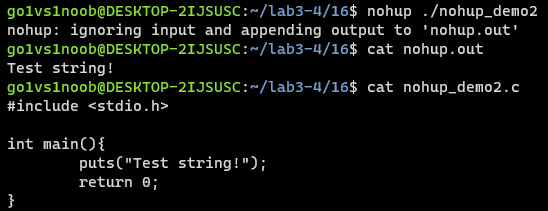 go1vs1noob@DESKTOP-2IJSUSC:~/lab3-4/16$ nohup ./nohup_demo2
nohup: ignoring input and appending output to 'nohup.out'
go1vs1noob@DESKTOP-2IJSUSC:~/lab3-4/16$ cat nohup.out
Test string!
go1vs1noob@DESKTOP-2IJSUSC:~/lab3-4/16$ cat nohup_demo2.c
#include <stdio.h>

int main(){
        puts("Test string!");
        return 0;
}